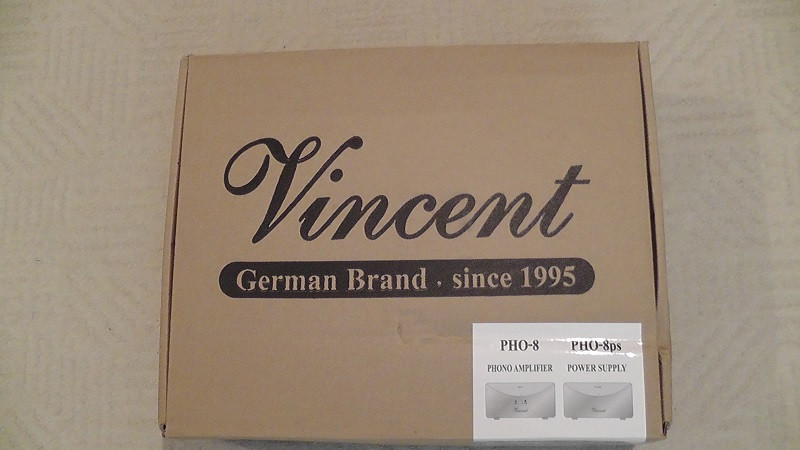 Vincent
German Brand . since 1995
PHO-8 PHO-8ps
PHONO AMPLIFIER POWER SUPPLY